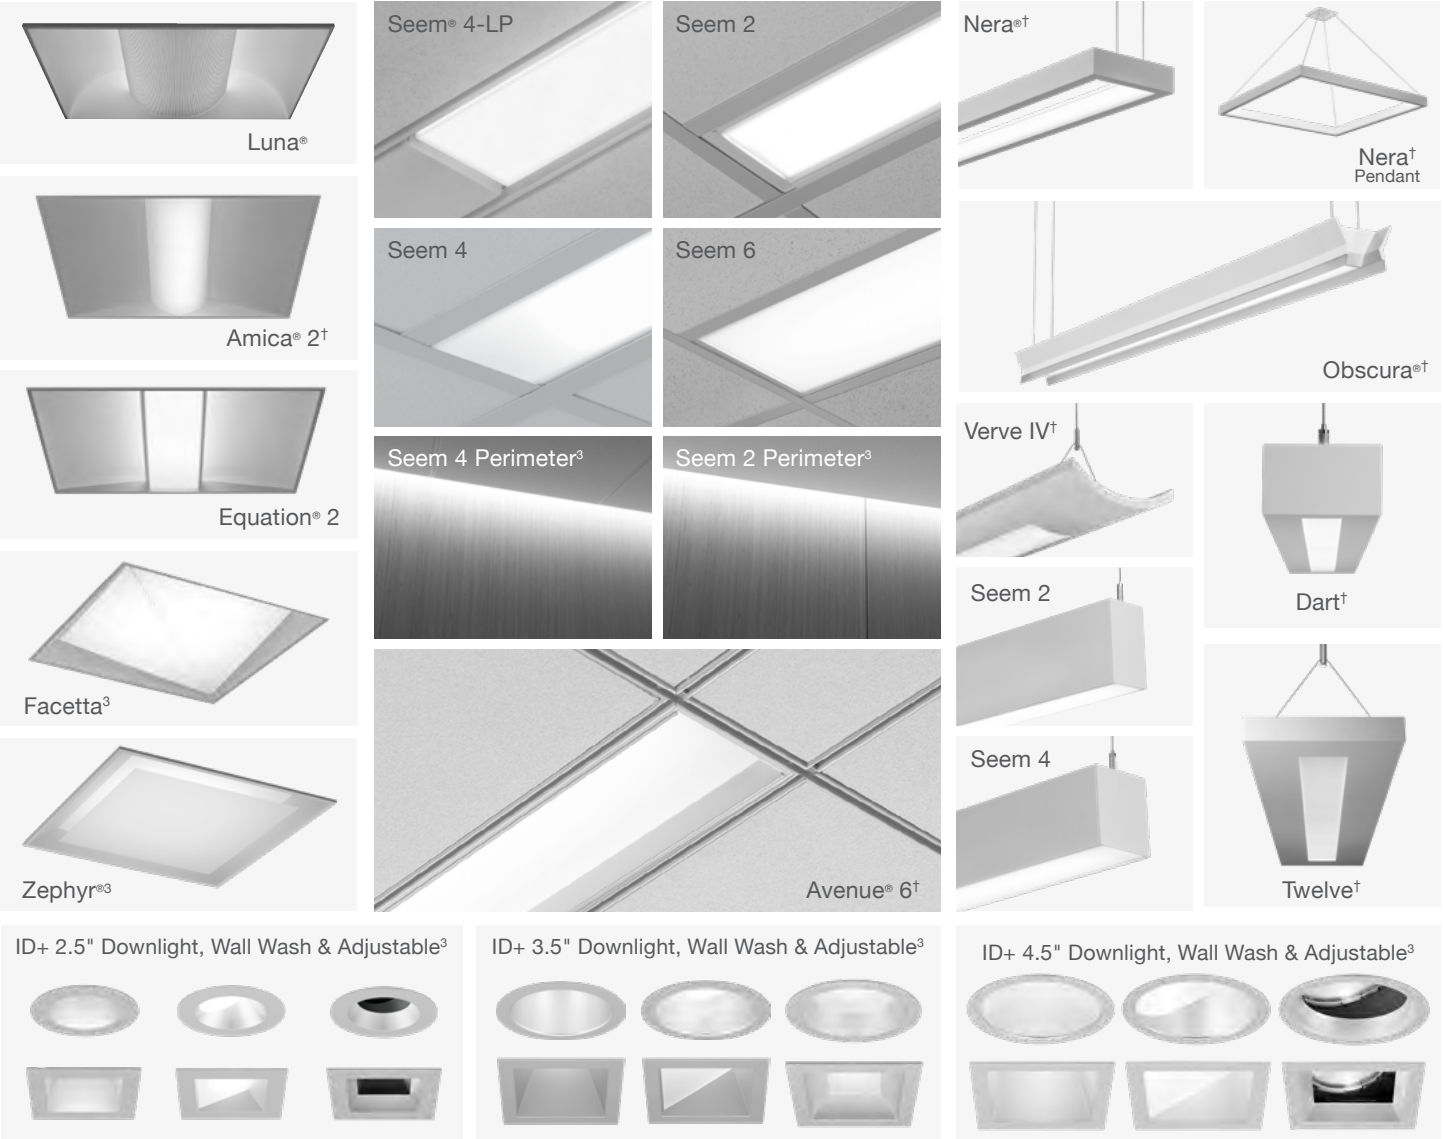 Luna®
Amica® 2†
Equation® 2
Facetta³
Zephyr®³
Seem® 4-LP
Seem 2
Seem 4
Seem 6
Seem 4 Perimeter³
Seem 2 Perimeter³
Avenue® 6†
Nera®†
Nera†
Pendant
Obscura®†
Verve IV†
Dart†
Seem 2
Seem 4
Twelve†
ID+ 2.5" Downlight, Wall Wash & Adjustable³
ID+ 3.5" Downlight, Wall Wash & Adjustable³
ID+ 4.5" Downlight, Wall Wash & Adjustable³